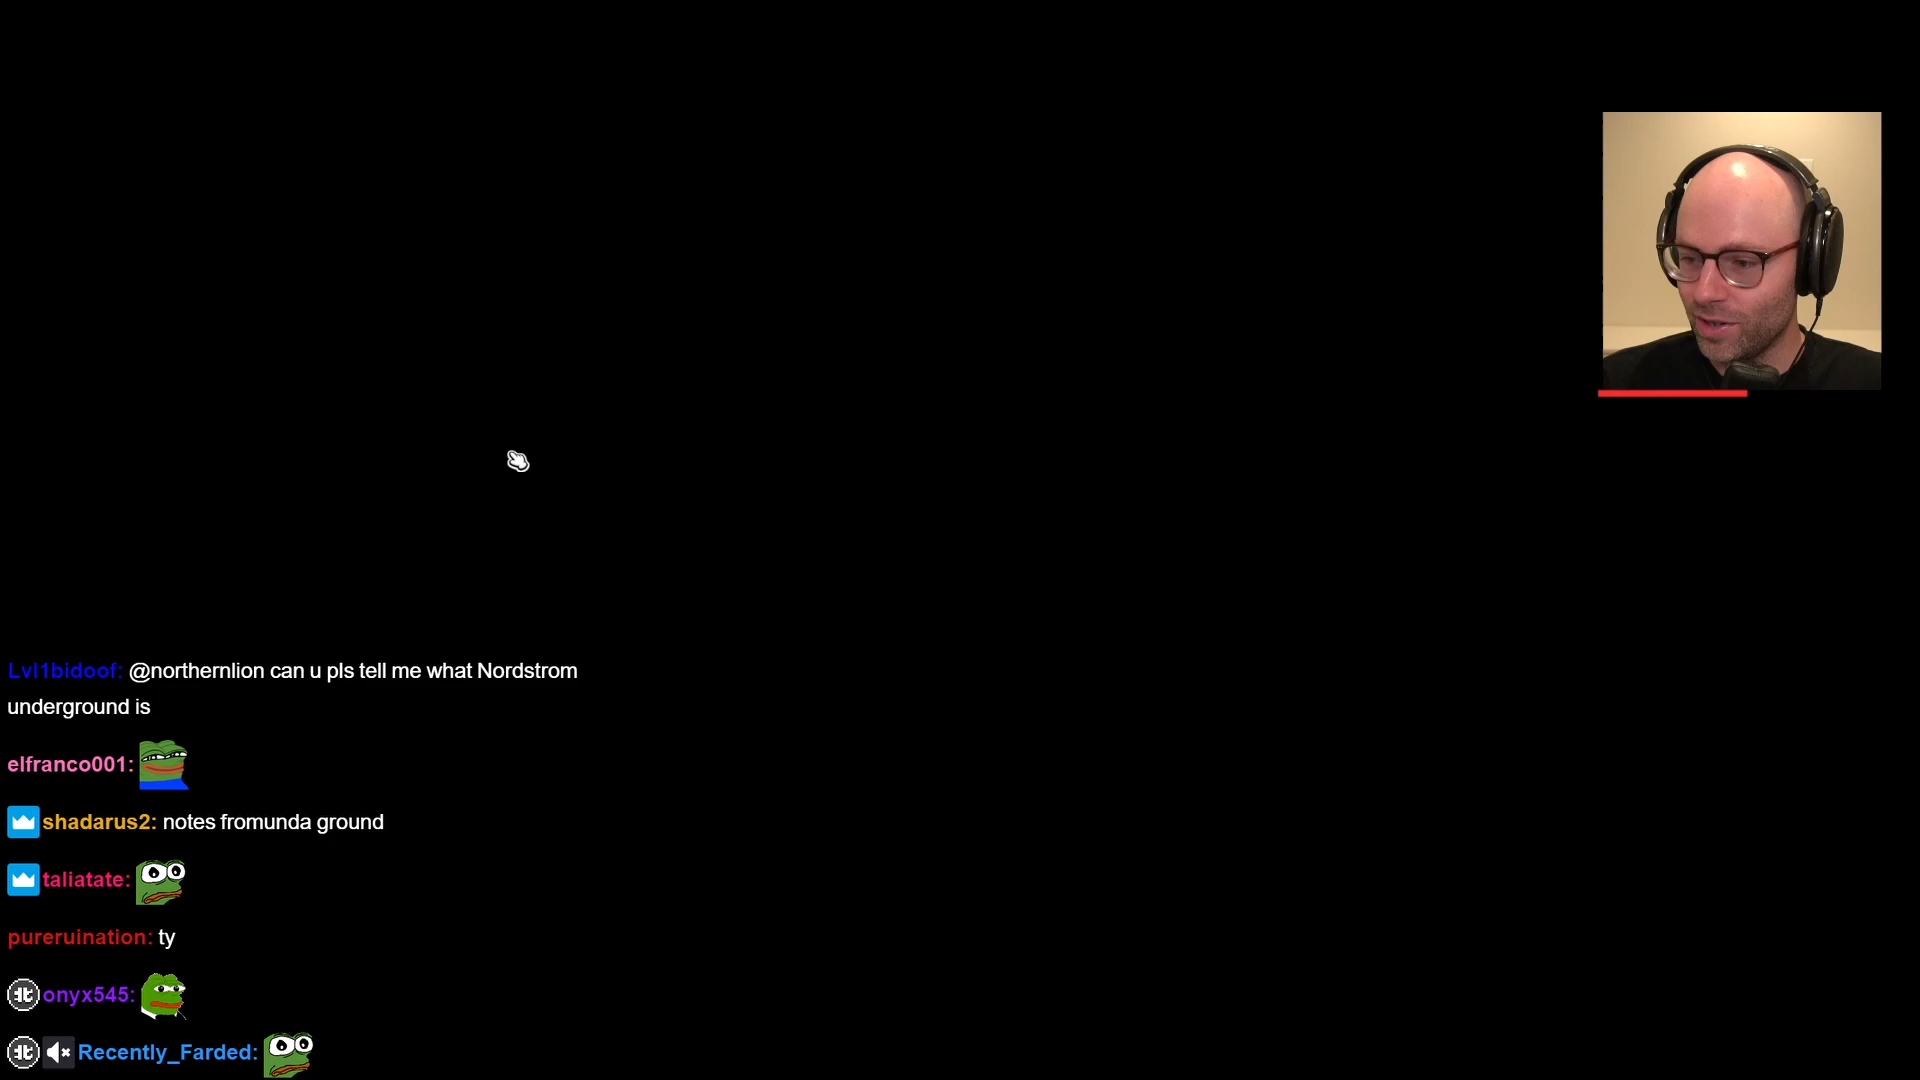 Lvl1bidoof: @northernlion can u pls tell me what Nordstrom
underground is
elfranco001:
shadarus2: notes fromunda ground
taliatate:
pureruination: ty
onyx545:
Recently_Farded: